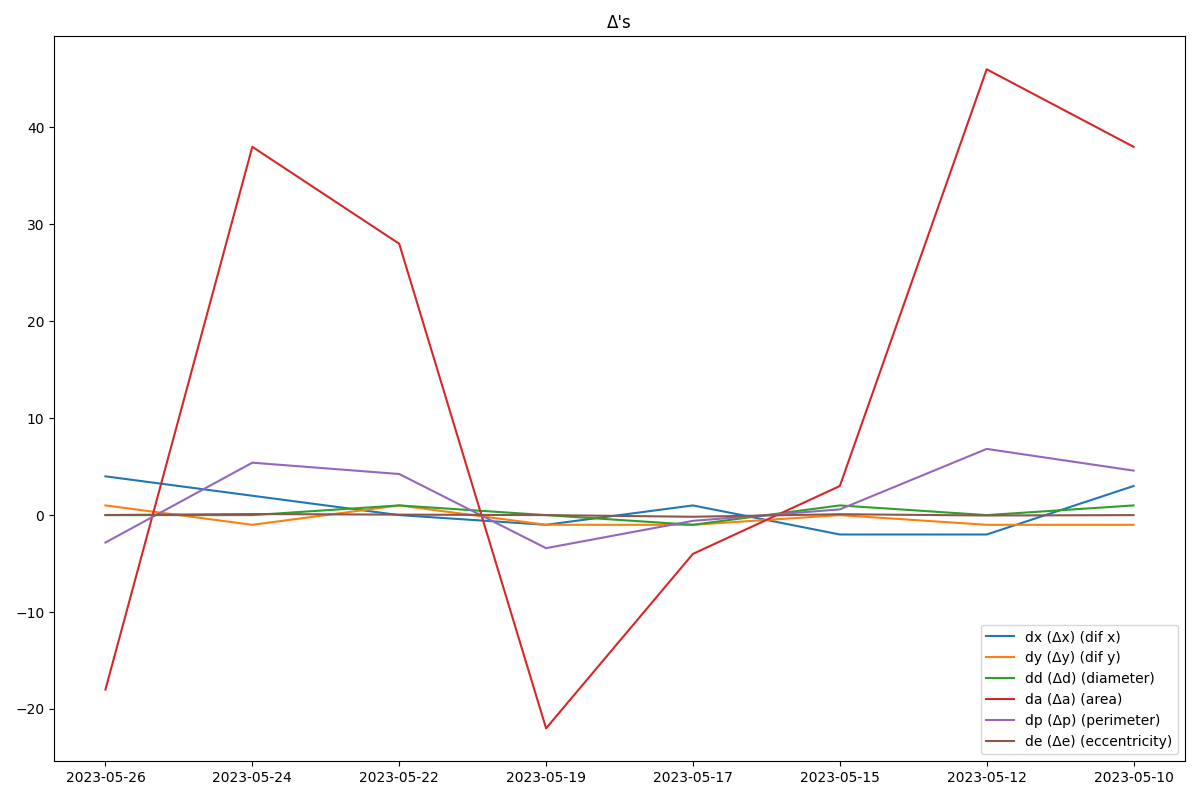 Δ's
40
30
20
10
0
−10
−20
dx (Δx) (dif x)
dy (Δy) (dif y)
dd (Δd) (diameter)
da (Δa) (area)
dp (Δp) (perimeter)
de (Δe) (eccentricity)
2023-05-26 2023-05-24 2023-05-22 2023-05-19 2023-05-17 2023-05-15 2023-05-12 2023-05-10